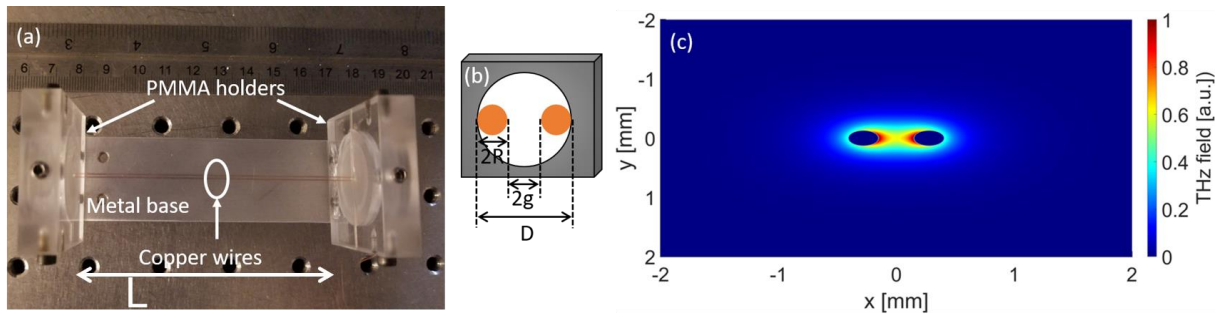 (a)
3 4 5 6 7 8
6 7 8 9 10 11 12 13 14 15 16 17 18 19 20 21
PMMA holders
Metal base
Copper wires
L
(b)
2R
2g
D
(c)
-2
-1
0
1
2
y [mm]
-2 -1 0 1 2
x [mm]
1
0.8
0.6
0.4
0.2
0
THz field [a.u.]